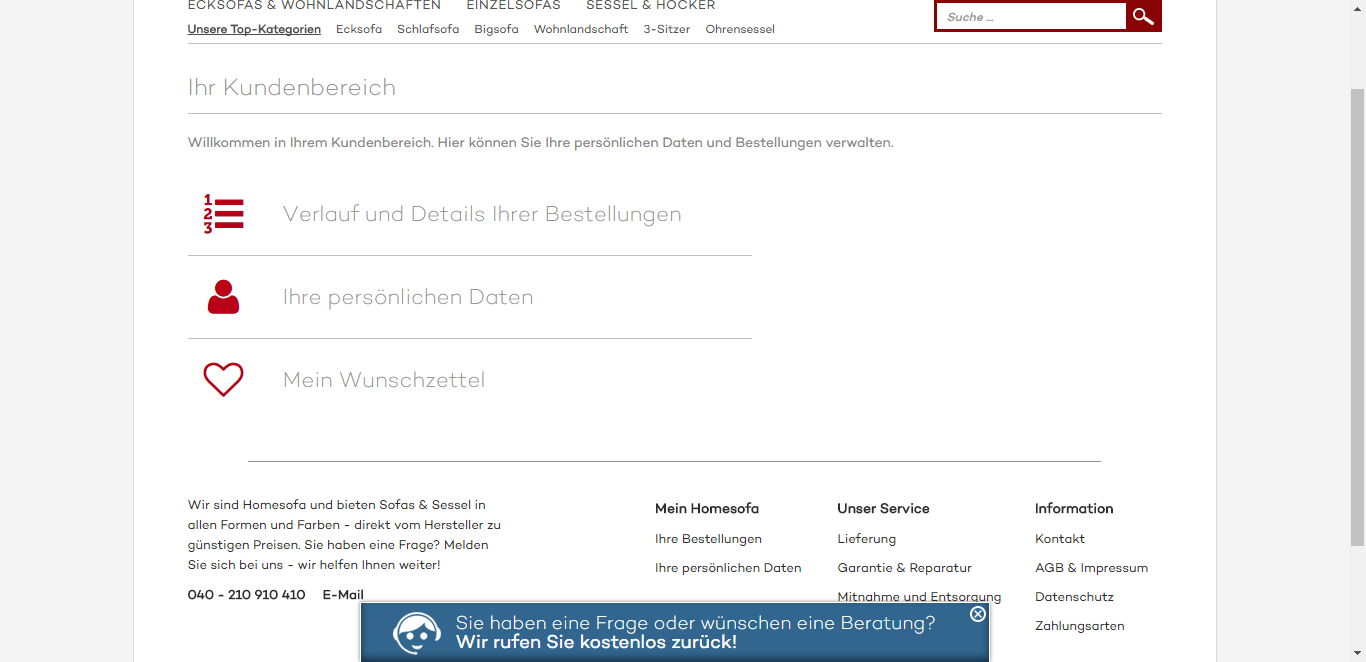 ECKSOFAS & WOHNLANDSCHAFTEN EINZELSOFAS SESSEL & HOCKER
Suche ...
Unsere Top-Kategorien Ecksofa Schlafsofa Bigsofa Wohnlandschaft 3-Sitzer Ohrensessel
Ihr Kundenbereich
Willkommen in Ihrem Kundenbereich. Hier können Sie Ihre persönlichen Daten und Bestellungen verwalten.
1
2
3
Verlauf und Details Ihrer Bestellungen
Ihre persönlichen Daten
Mein Wunschzettel
Wir sind Homesofa und bieten Sofas & Sessel in
allen Formen und Farben - direkt vom Hersteller zu
günstigen Preisen. Sie haben eine Frage? Melden
Sie sich bei uns - wir helfen Ihnen weiter!
040 - 210 910 410 E-Mail
Mein Homesofa
Ihre Bestellungen
Ihre persönlichen Daten
Unser Service
Lieferung
Garantie & Reparatur
Mitnahme und Entsorgung
Information
Kontakt
AGB & Impressum
Datenschutz
Zahlungsarten
Sie haben eine Frage oder wünschen eine Beratung?
Wir rufen Sie kostenlos zurück!